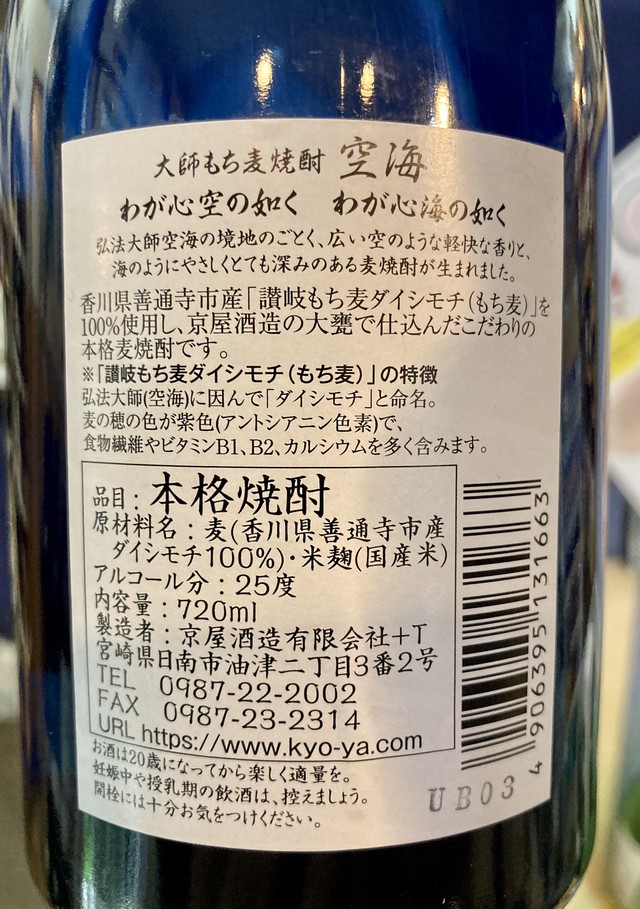 大師もち麦焼酎 空海
わが心空の如く わが心海の如く
弘法大師空海の境地のごとく、広い空のような軽快な香りと、
海のようにやさしくとても深みのある麦焼酎が生まれました。
香川県善通寺市産「讃岐もち麦ダイシモチ(もち麦)」を
100%使用し、京屋酒造の大甕で仕込んだこだわりの
本格麦焼酎です。
※「讃岐もち麦ダイシモチ(もち麦)」の特徴
弘法大師(空海)に因んで「ダイシモチ」と命名。
麦の穂の色が紫色(アントシアニン色素)で、
食物繊維やビタミンB1、B2、カルシウムを多く含みます。
品目:本格焼酎
原材料名:麦(香川県善通寺市産
ダイシモチ100%)・米麹(国産米)
アルコール分:25度
内容量:720ml
製造者:京屋酒造有限会社+T
宮崎県日南市油津二丁目3番2号
TEL 0987-22-2002
FAX 0987-23-2314
URL https://www.kyo-ya.com
お酒は20歳になってから楽しく適量を。
妊娠中や授乳期の飲酒は、控えましょう。
開栓には十分お気をつけください。
4 906395 131663
UB03